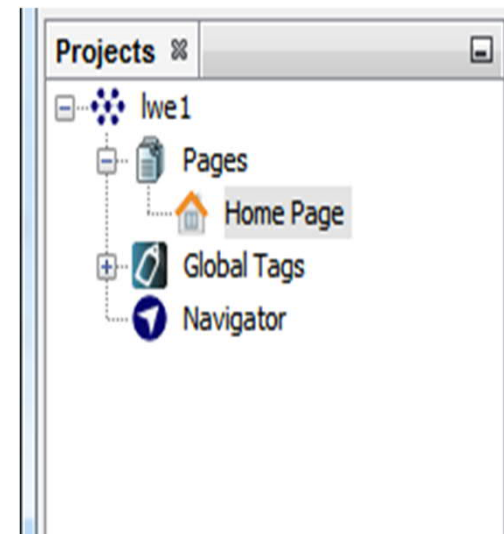 Projects
lwe1
Pages
Home Page
Global Tags
Navigator